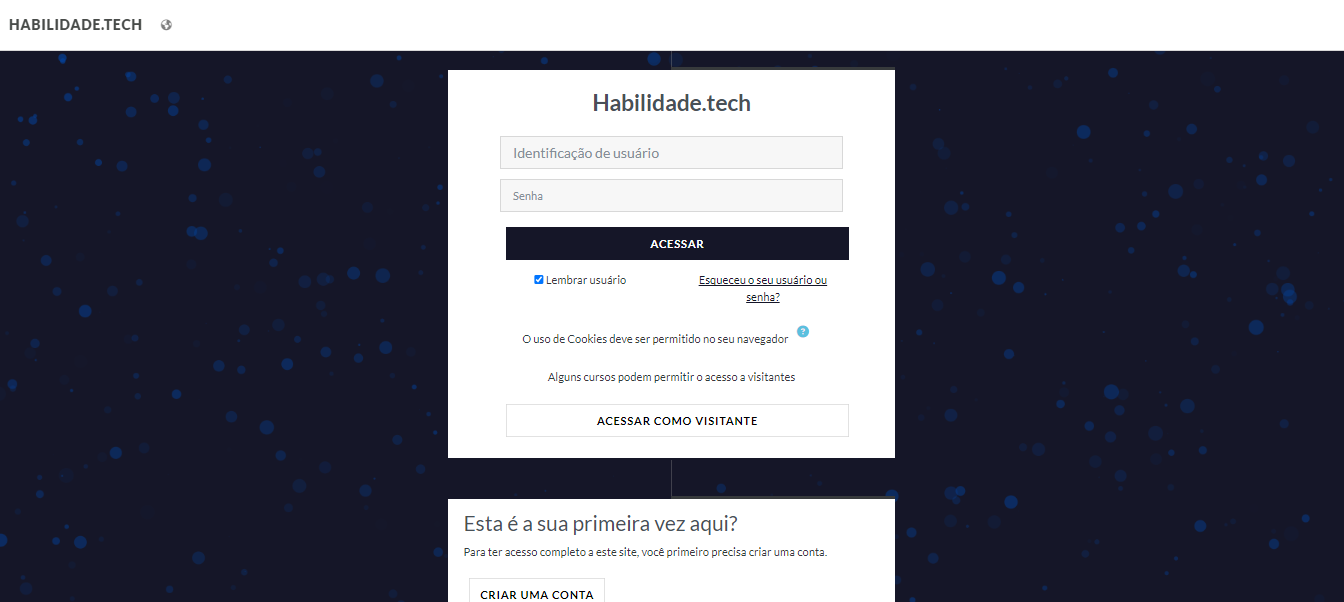 HABILIDADE.TECH
Habilidade.tech
Identificação de usuário
Senha
ACESSAR
Lembrar usuário
Esqueceu o seu usuário ou
senha?
O uso de Cookies deve ser permitido no seu navegador
?
Alguns cursos podem permitir o acesso a visitantes
ACESSAR COMO VISITANTE
Esta é a sua primeira vez aqui?
Para ter acesso completo a este site, você primeiro precisa criar uma conta.
CRIAR UMA CONTA